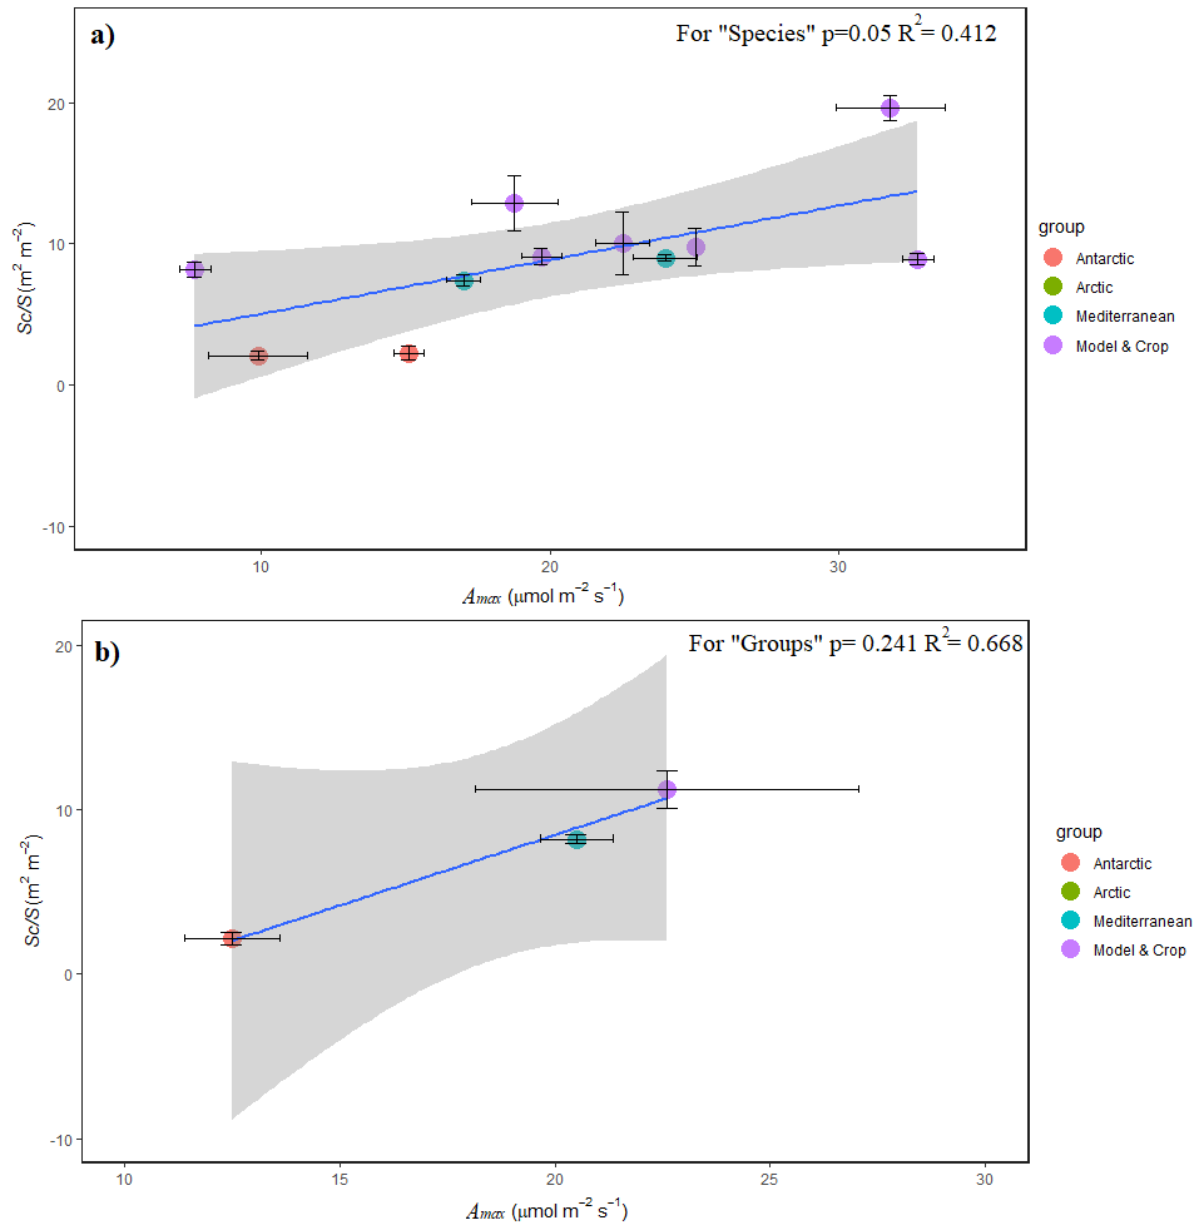 a)
For "Species" p=0.05 R²= 0.412
20
10
0
-10
Sc/S (m² m⁻²)
10
20
30
Amax (μmol m⁻² s⁻¹)
group
Antarctic
Arctic
Mediterranean
Model & Crop
b)
For "Groups" p= 0.241 R²= 0.668
20
10
0
-10
Sc/S (m² m⁻²)
10
15
20
25
30
Amax (μmol m⁻² s⁻¹)
group
Antarctic
Arctic
Mediterranean
Model & Crop